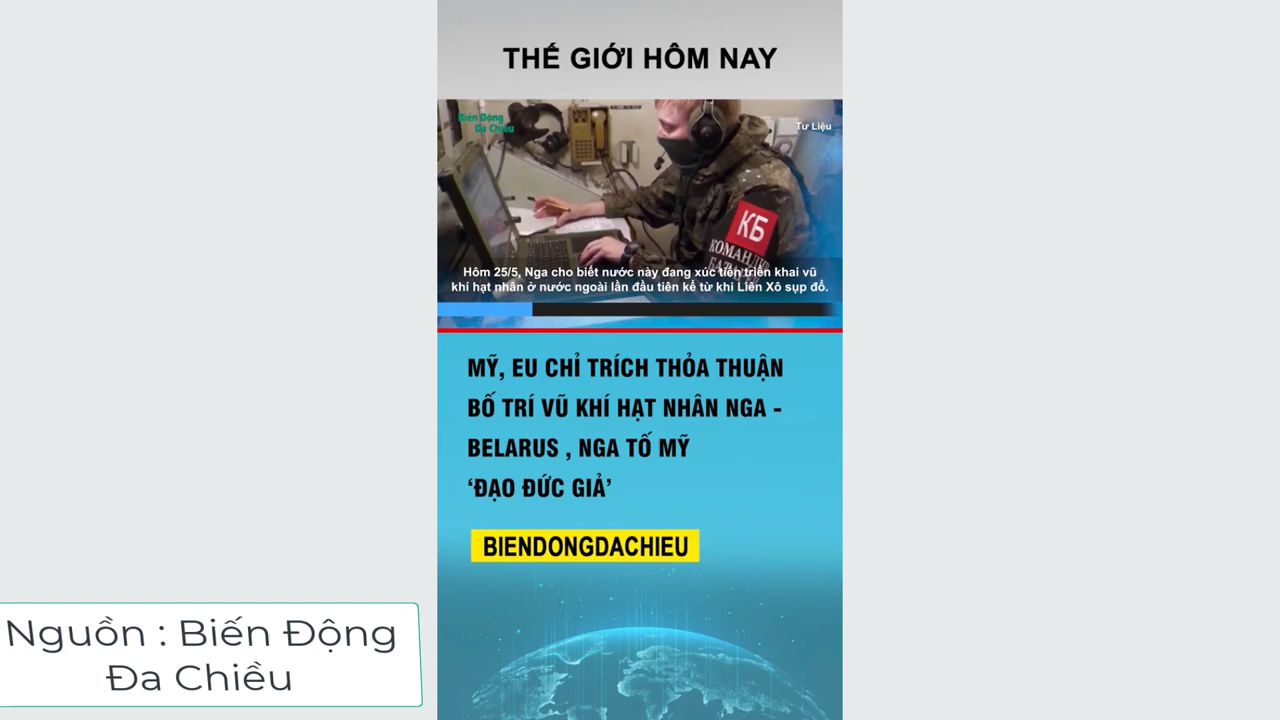 THẾ GIỚI HÔM NAY
Biến Động
Đa Chiều
Tư Liệu
КБ
Hôm 25/5, Nga cho biết nước này đang xúc tiến triển khai vũ
khí hạt nhân ở nước ngoài lần đầu tiên kể từ khi Liên Xô sụp đổ.
MỸ, EU CHỈ TRÍCH THỎA THUẬN
BỐ TRÍ VŨ KHÍ HẠT NHÂN NGA -
BELARUS , NGA TỐ MỸ
‘ĐẠO ĐỨC GIẢ’
BIENDONGDACHIEU
Nguồn : Biến Động
Đa Chiều